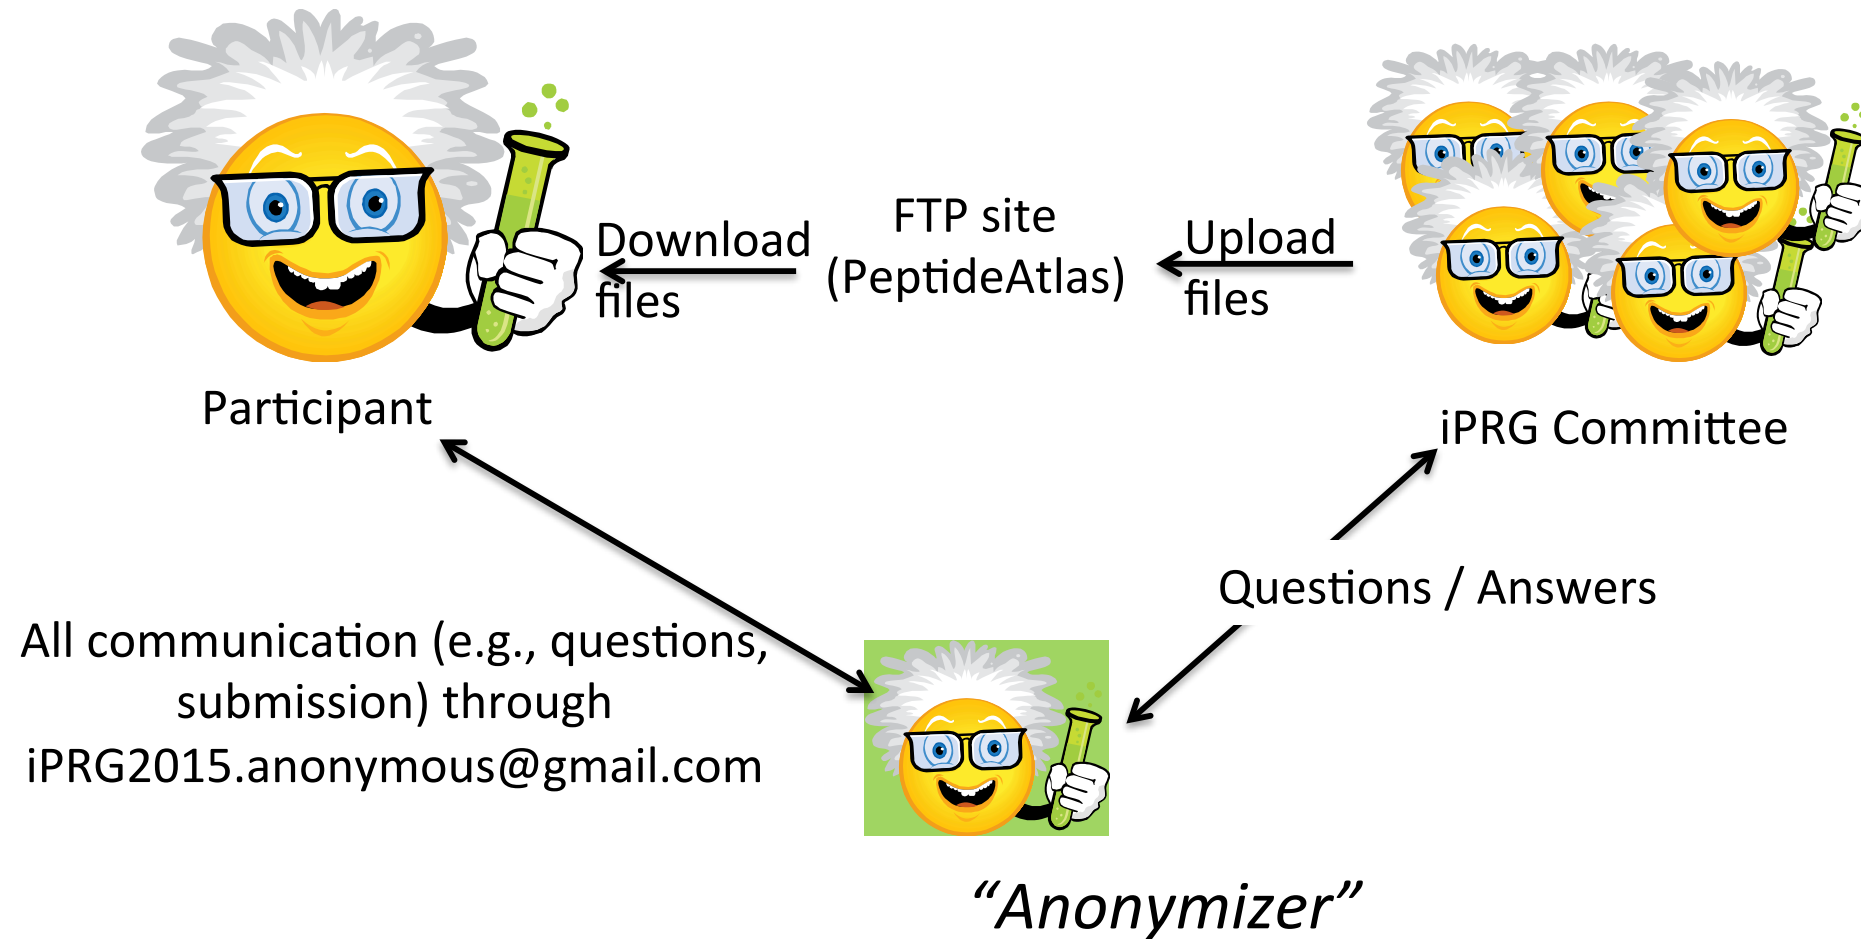 FTP site
(PeptideAtlas)
Download
files
Upload
files
Participant
iPRG Committee
Questions / Answers
All communication (e.g., questions,
submission) through
iPRG2015.anonymous@gmail.com
“Anonymizer”